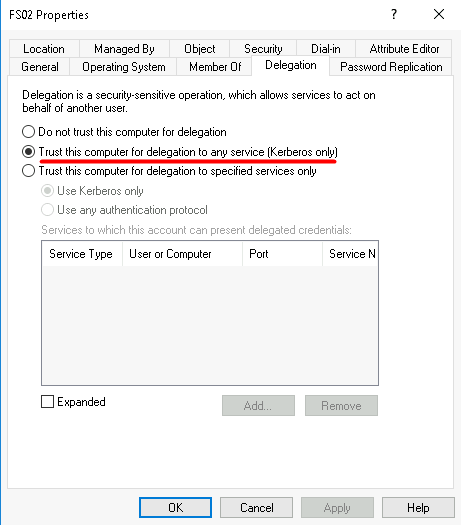 FS02 Properties
?
Location Managed By Object Security Dial-in Attribute Editor
General Operating System Member Of Delegation Password Replication
Delegation is a security-sensitive operation, which allows services to act on
behalf of another user.
Do not trust this computer for delegation
Trust this computer for delegation to any service (Kerberos only)
Trust this computer for delegation to specified services only
Use Kerberos only
Use any authentication protocol
Services to which this account can present delegated credentials:
Service Type User or Computer Port Service N
Expanded Add... Remove
OK Cancel Apply Help